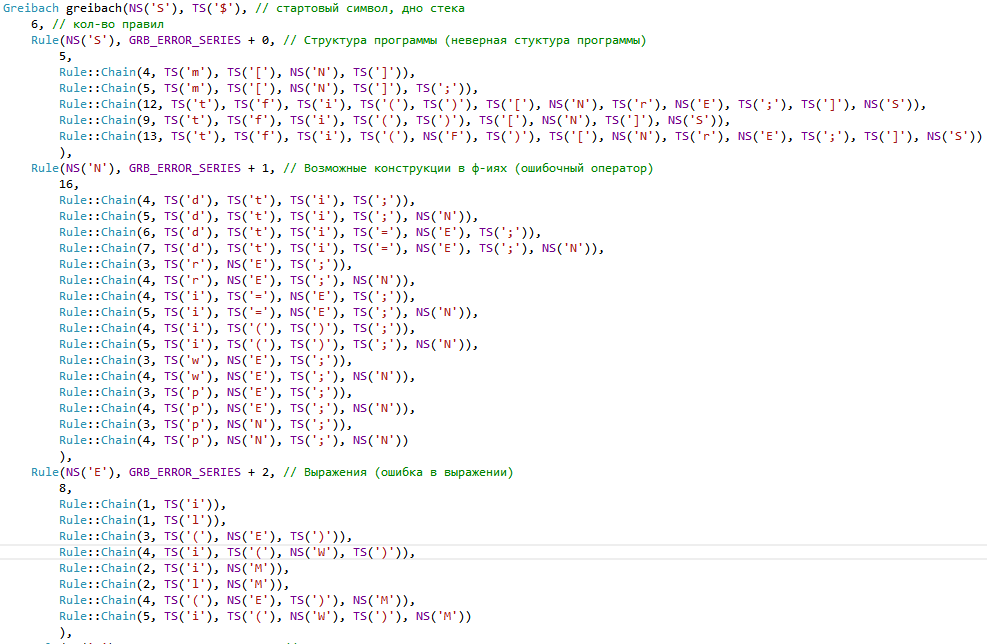 Greibach greibach(NS('S'), TS('$'), // стартовый символ, дно стека
6, // кол-во правил
Rule(NS('S'), GRB_ERROR_SERIES + 0, // Структура программы (неверная стуктура программы)
5,
Rule::Chain(4, TS('m'), TS('['), NS('N'), TS(']')),
Rule::Chain(5, TS('m'), TS('['), NS('N'), TS(']'), TS(';')),
Rule::Chain(12, TS('t'), TS('f'), TS('i'), TS('('), TS(')'), TS('['), NS('N'), TS('r'), NS('E'), TS(';'), TS(']'), NS('S')),
Rule::Chain(9, TS('t'), TS('f'), TS('i'), TS('('), TS(')'), TS('['), NS('N'), TS(']'), NS('S')),
Rule::Chain(13, TS('t'), TS('f'), TS('i'), TS('('), NS('F'), TS(')'), TS('['), NS('N'), TS('r'), NS('E'), TS(';'), TS(']'), NS('S'))
),
Rule(NS('N'), GRB_ERROR_SERIES + 1, // Возможные конструкции в ф-иях (ошибочный оператор)
16,
Rule::Chain(4, TS('d'), TS('t'), TS('i'), TS(';')),
Rule::Chain(5, TS('d'), TS('t'), TS('i'), TS(';'), NS('N')),
Rule::Chain(6, TS('d'), TS('t'), TS('i'), TS('='), NS('E'), TS(';')),
Rule::Chain(7, TS('d'), TS('t'), TS('i'), TS('='), NS('E'), TS(';'), NS('N')),
Rule::Chain(3, TS('r'), NS('E'), TS(';')),
Rule::Chain(4, TS('r'), NS('E'), TS(';'), NS('N')),
Rule::Chain(4, TS('i'), TS('='), NS('E'), TS(';')),
Rule::Chain(5, TS('i'), TS('='), NS('E'), TS(';'), NS('N')),
Rule::Chain(4, TS('i'), TS('('), TS(')'), TS(';')),
Rule::Chain(5, TS('i'), TS('('), TS(')'), TS(';'), NS('N')),
Rule::Chain(3, TS('w'), NS('E'), TS(';')),
Rule::Chain(4, TS('w'), NS('E'), TS(';'), NS('N')),
Rule::Chain(3, TS('p'), NS('E'), TS(';')),
Rule::Chain(4, TS('p'), NS('E'), TS(';'), NS('N')),
Rule::Chain(3, TS('p'), NS('N'), TS(';')),
Rule::Chain(4, TS('p'), NS('N'), TS(';'), NS('N'))
),
Rule(NS('E'), GRB_ERROR_SERIES + 2, // Выражения (ошибка в выражении)
8,
Rule::Chain(1, TS('i')),
Rule::Chain(1, TS('l')),
Rule::Chain(3, TS('('), NS('E'), TS(')')),
Rule::Chain(4, TS('i'), TS('('), NS('W'), TS(')')),
Rule::Chain(2, TS('i'), NS('M')),
Rule::Chain(2, TS('l'), NS('M')),
Rule::Chain(4, TS('('), NS('E'), TS(')'), NS('M')),
Rule::Chain(5, TS('i'), TS('('), NS('W'), TS(')'), NS('M'))
),